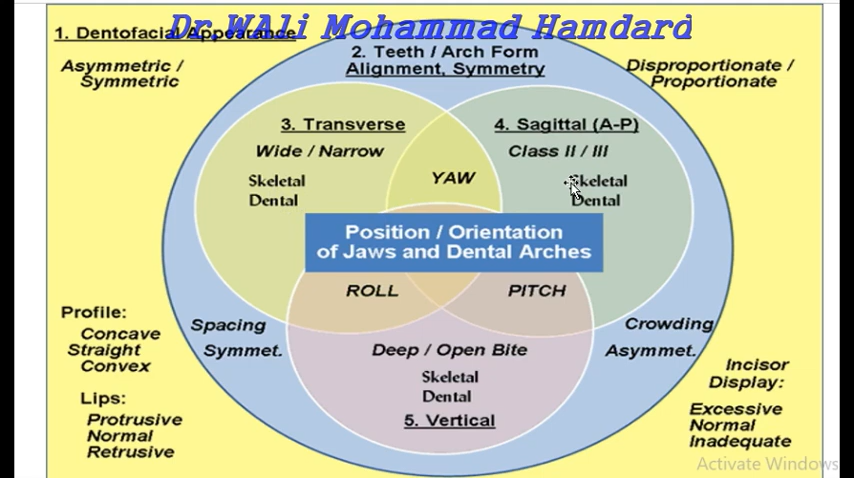 Dr.WAli Mohammad Hamdard
1. Dentofacial Appearance
Asymmetric /
Symmetric
2. Teeth / Arch Form
Alignment, Symmetry
Disproportionate /
Proportionate
3. Transverse
Wide / Narrow
Skeletal
Dental
YAW
4. Sagittal (A-P)
Class II / III
Skeletal
Dental
Position / Orientation
of Jaws and Dental Arches
ROLL
PITCH
Profile:
Concave
Straight
Convex
Lips:
Protrusive
Normal
Retrusive
Spacing
Symmet.
Deep / Open Bite
Skeletal
Dental
5. Vertical
Crowding
Asymmet.
Incisor
Display:
Excessive
Normal
Inadequate
Activate Windows